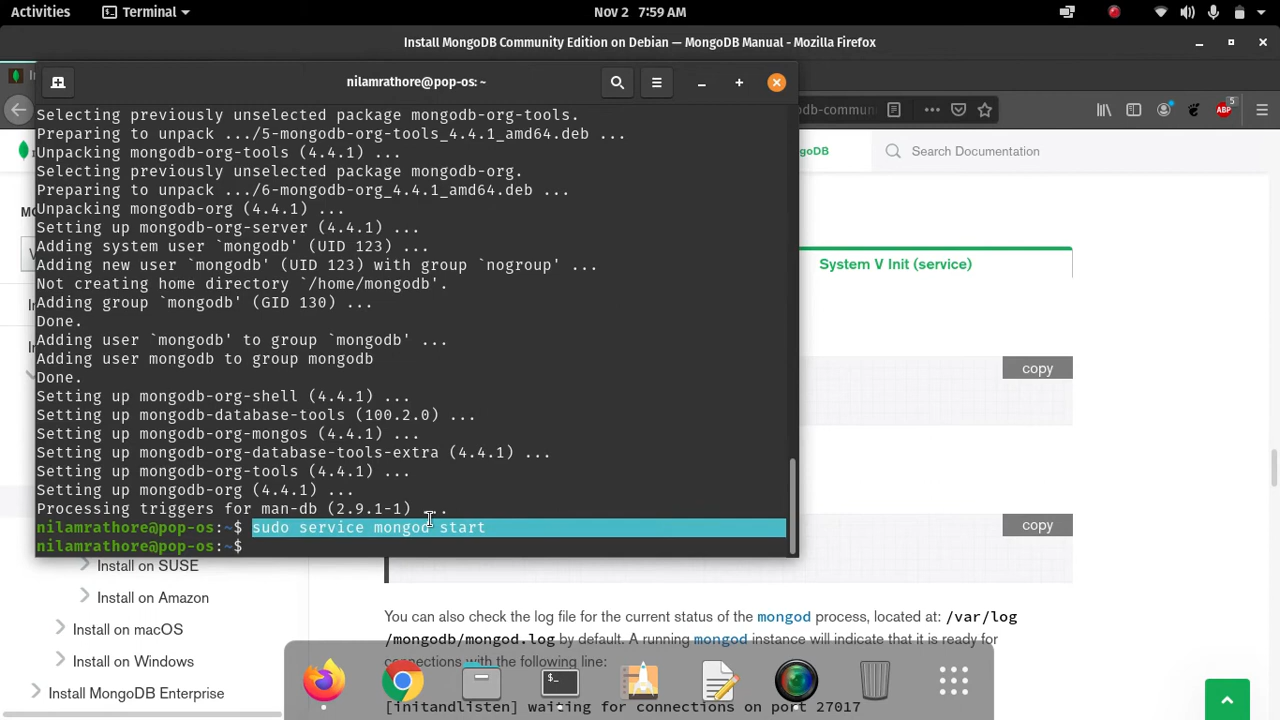 Activities
Terminal
Nov 2 7:59 AM
Install MongoDB Community Edition on Debian — MongoDB Manual - Mozilla Firefox
nilamrathore@pop-os: ~
odb-commun
ABP
5
Selecting previously unselected package mongodb-org-tools.
Preparing to unpack .../5-mongodb-org-tools_4.4.1_amd64.deb ...
Unpacking mongodb-org-tools (4.4.1) ...
Selecting previously unselected package mongodb-org.
Preparing to unpack .../6-mongodb-org_4.4.1_amd64.deb ...
Unpacking mongodb-org (4.4.1) ...
Setting up mongodb-org-server (4.4.1) ...
Adding system user `mongodb' (UID 123) ...
Adding new user `mongodb' (UID 123) with group `nogroup' ...
Not creating home directory `/home/mongodb'.
Adding group `mongodb' (GID 130) ...
Done.
Adding user `mongodb' to group `mongodb' ...
Adding user mongodb to group mongodb
Done.
Setting up mongodb-org-shell (4.4.1) ...
Setting up mongodb-database-tools (100.2.0) ...
Setting up mongodb-org-mongos (4.4.1) ...
Setting up mongodb-org-database-tools-extra (4.4.1) ...
Setting up mongodb-org-tools (4.4.1) ...
Setting up mongodb-org (4.4.1) ...
Processing triggers for man-db (2.9.1-1) ...
nilamrathore@pop-os:~$ sudo service mongod start
nilamrathore@pop-os:~$
goDB
Search Documentation
System V Init (service)
copy
copy
Install on SUSE
Install on Amazon
Install on macOS
Install on Windows
Install MongoDB Enterprise
You can also check the log file for the current status of the mongod process, located at: /var/log
/mongodb/mongod.log by default. A running mongod instance will indicate that it is ready for
connections with the following line:
[initandlisten] waiting for connections on port 27017